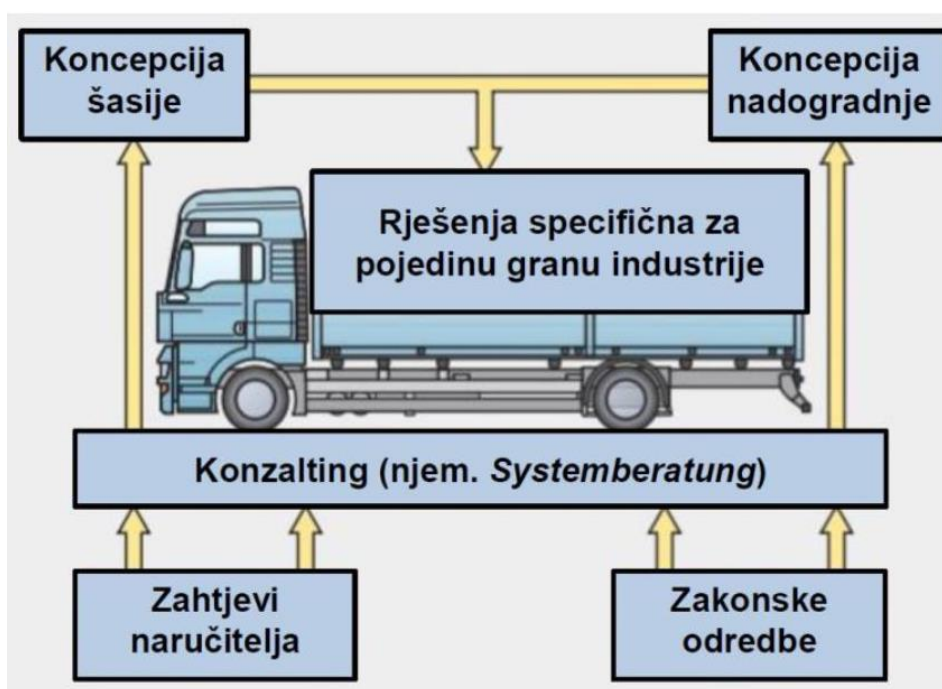 Koncepcija
šasije
Koncepcija
nadogradnje
Rješenja specifična za
pojedinu granu industrije
Konzalting (njem. Systemberatung)
Zahtjevi
naručitelja
Zakonske
odredbe